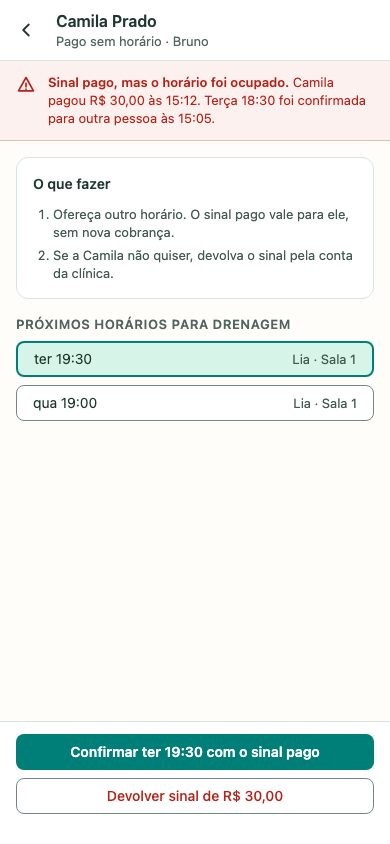 Camila Prado
Pago sem horário · Bruno
Sinal pago, mas o horário foi ocupado. Camila
pagou R$ 30,00 às 15:12. Terça 18:30 foi confirmada
para outra pessoa às 15:05.
O que fazer
1. Ofereça outro horário. O sinal pago vale para ele,
sem nova cobrança.
2. Se a Camila não quiser, devolva o sinal pela conta
da clínica.
PRÓXIMOS HORÁRIOS PARA DRENAGEM
ter 19:30 Lia · Sala 1
qua 19:00 Lia · Sala 1
Confirmar ter 19:30 com o sinal pago
Devolver sinal de R$ 30,00